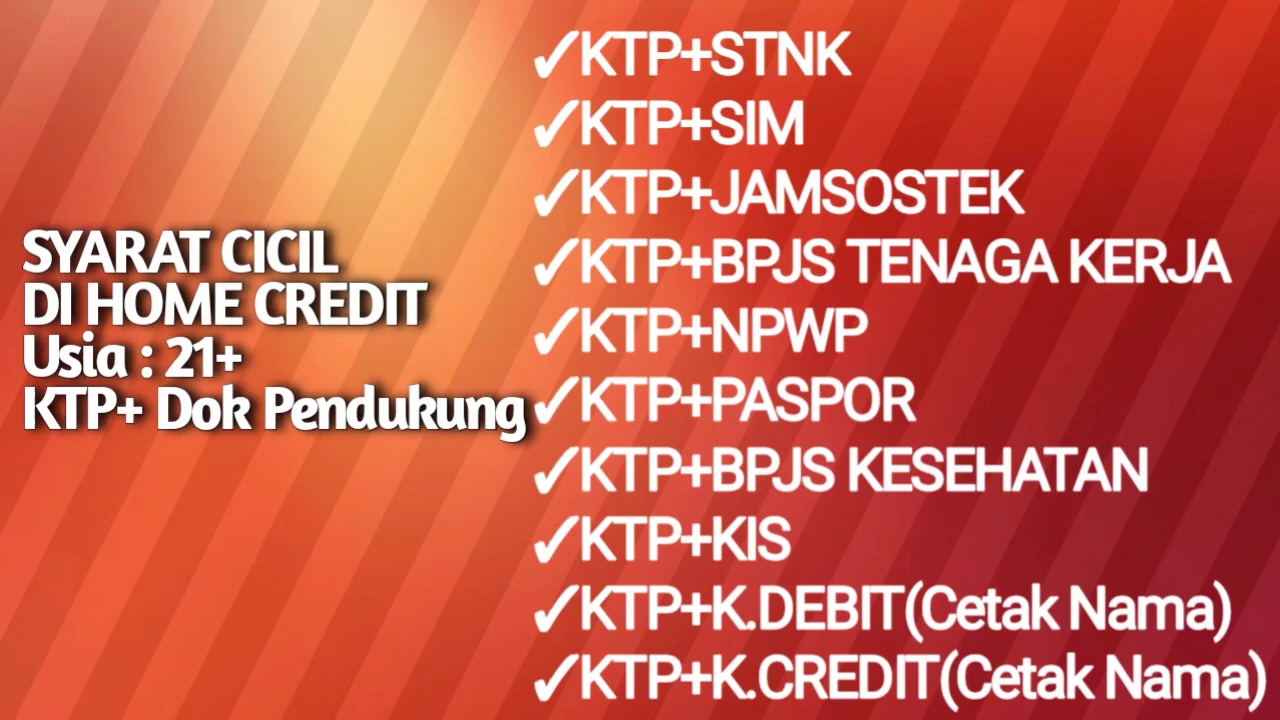 SYARAT CICIL
DI HOME CREDIT
Usia : 21+
KTP+ Dok Pendukung
✓KTP+STNK
✓KTP+SIM
✓KTP+JAMSOSTEK
✓KTP+BPJS TENAGA KERJA
✓KTP+NPWP
✓KTP+PASPOR
✓KTP+BPJS KESEHATAN
✓KTP+KIS
✓KTP+K.DEBIT(Cetak Nama)
✓KTP+K.CREDIT(Cetak Nama)